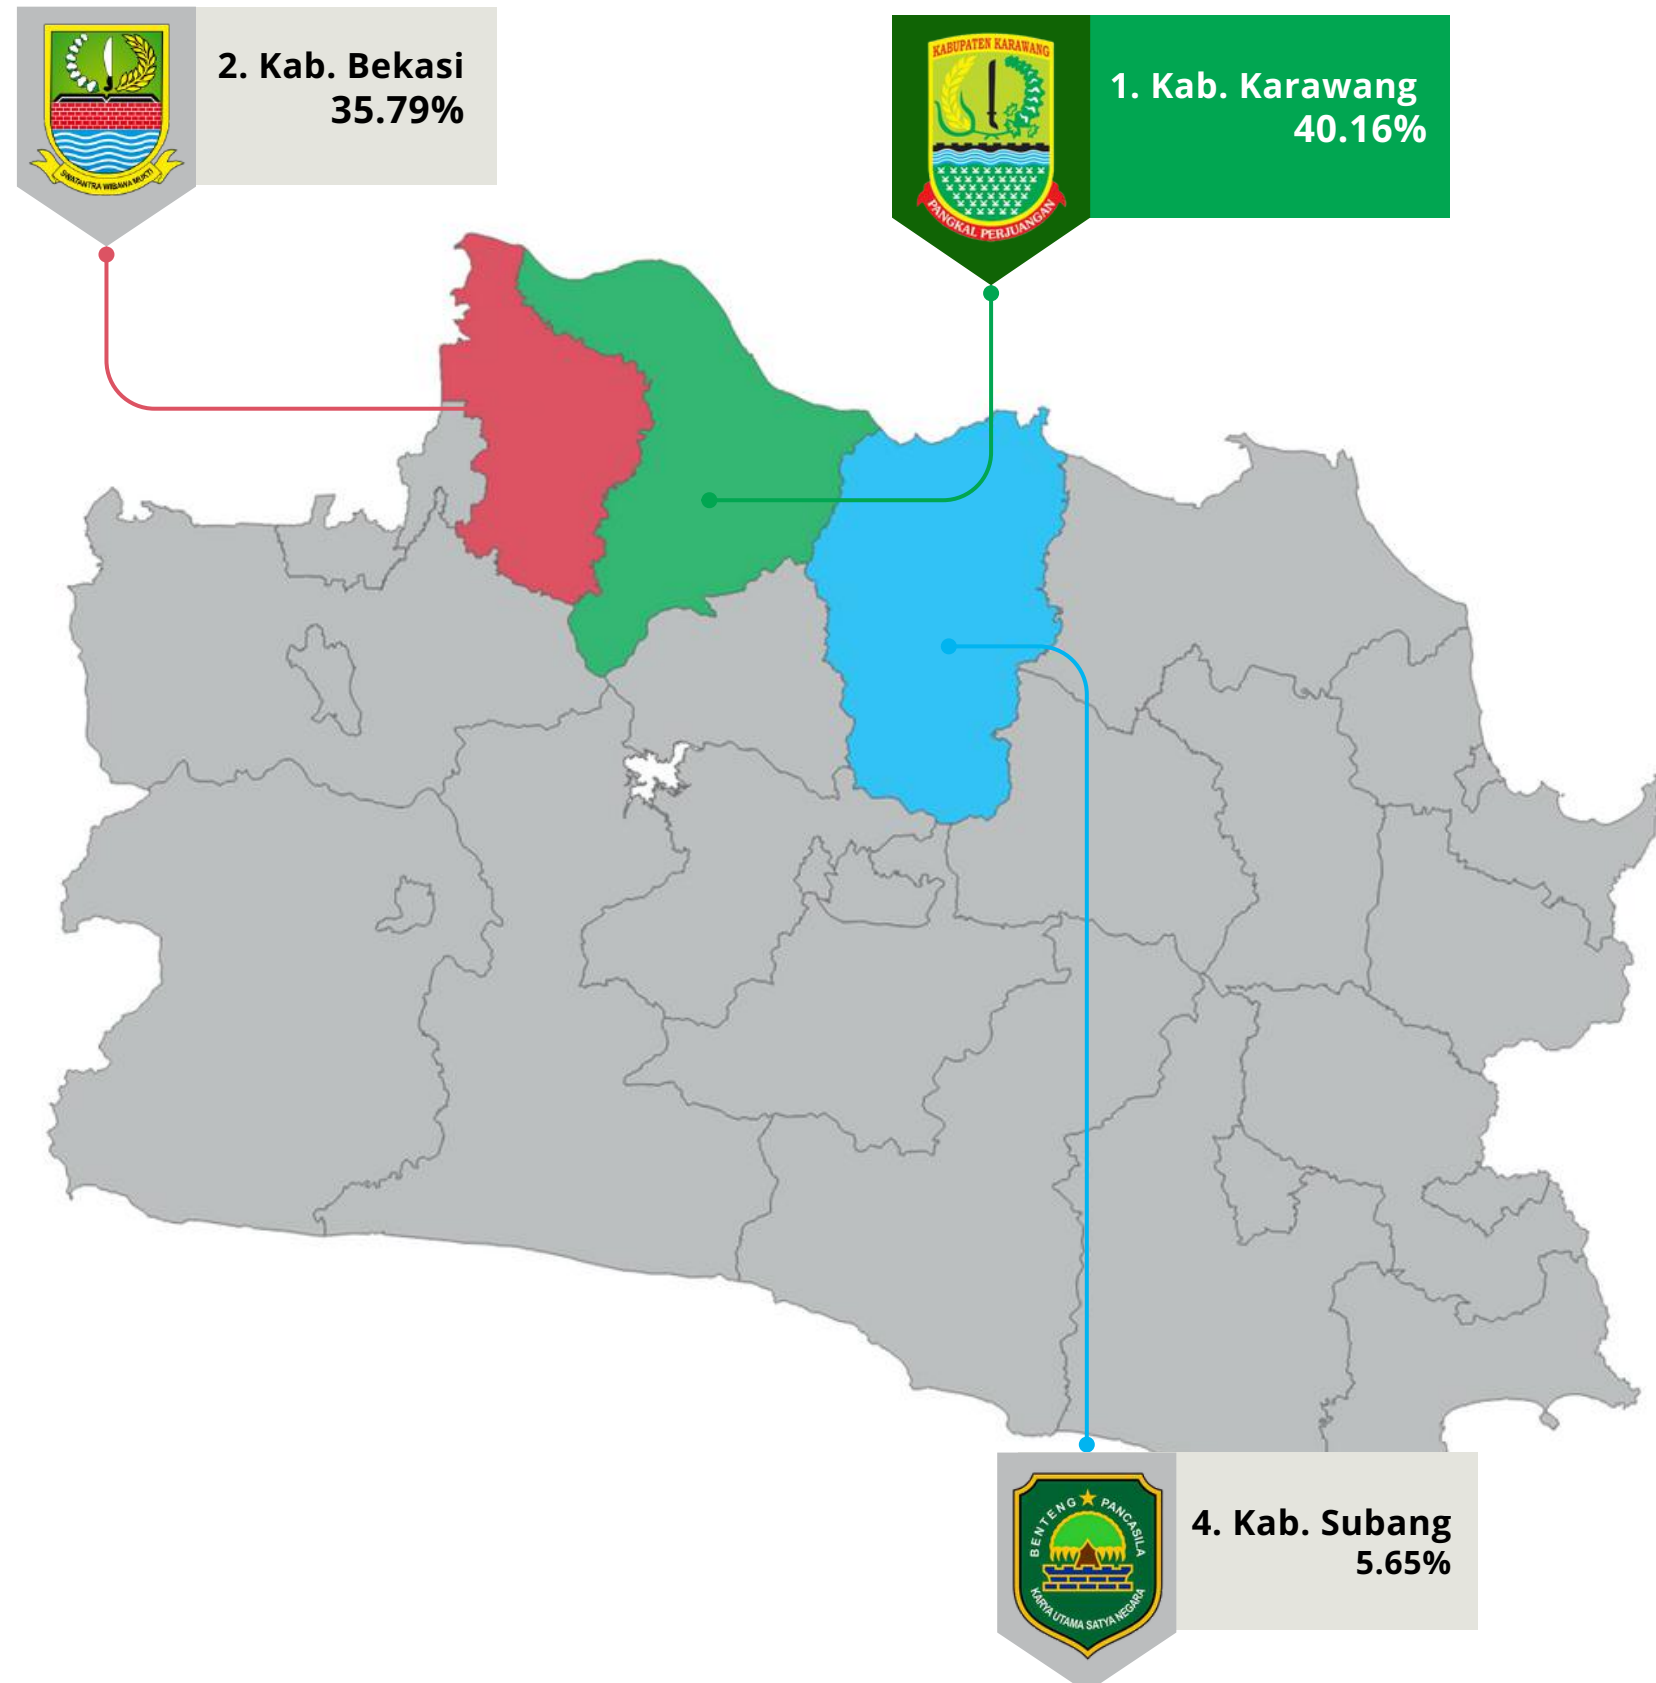 SWATANTRA WIBAWA MUKTI
2. Kab. Bekasi
35.79%
KABUPATEN KARAWANG
PANGKAL PERJUANGAN
1. Kab. Karawang
40.16%
BENTENG PANCASILA
KARYA UTAMA SATYA NEGARA
4. Kab. Subang
5.65%